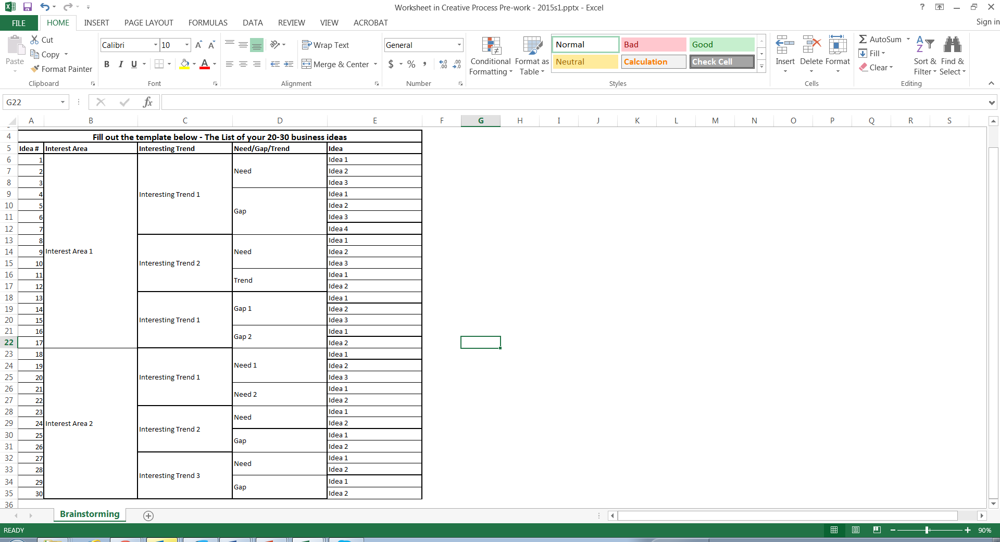 Worksheet in Creative Process Pre-work - 2015s1.pptx - Excel
?
FILE HOME INSERT PAGE LAYOUT FORMULAS DATA REVIEW VIEW ACROBAT Sign in
Paste Cut Copy Format Painter
Clipboard
Calibri 10 A A
B I U A
Font
Wrap Text
Merge & Center
Alignment
General
$ % ,
Number
Conditional Formatting Format as Table
Normal Bad Good
Neutral Calculation Check Cell
Styles
Insert Delete Format
Cells
AutoSum
Fill
Clear
Sort & Filter Find & Select
Editing
G22 fx
A B C D E F G H I J K L M N O P Q R S
4 Fill out the template below - The List of your 20-30 business ideas
5 Idea # Interest Area Interesting Trend Need/Gap/Trend Idea
6 1 Idea 1
7 2 Need Idea 2
8 3 Idea 3
9 4 Interesting Trend 1 Idea 1
10 5 Gap Idea 2
11 6 Idea 3
12 7 Idea 4
13 8 Idea 1
14 9 Interest Area 1 Need Idea 2
15 10 Interesting Trend 2 Idea 3
16 11 Trend Idea 1
17 12 Idea 2
18 13 Idea 1
19 14 Gap 1 Idea 2
20 15 Interesting Trend 1 Idea 3
21 16 Gap 2 Idea 1
22 17 Idea 2
23 18 Idea 1
24 19 Need 1 Idea 2
25 20 Interesting Trend 1 Idea 3
26 21 Need 2 Idea 1
27 22 Idea 2
28 23 Need Idea 1
29 24 Interest Area 2 Interesting Trend 2 Idea 2
30 25 Gap Idea 1
31 26 Idea 2
32 27 Need Idea 1
33 28 Interesting Trend 3 Idea 2
34 29 Gap Idea 1
35 30 Idea 2
36
Brainstorming
READY 90%